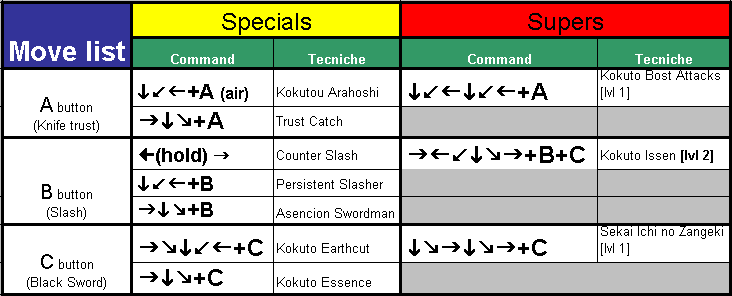 Move list
Specials
Supers
Command
Tecniche
Command
Tecniche
A button
(Knife trust)
↓↙←+A (air)
Kokutou Arahoshi
↓↙←↓↙←+A
Kokuto Bost Attacks
[lvl 1]
→↓↘+A
Trust Catch
B button
(Slash)
←(hold) →
Counter Slash
→←↙↓↘→+B+C
Kokuto Issen [lvl 2]
↓↙←+B
Persistent Slasher
→↓↘+B
Asencion Swordman
C button
(Black Sword)
→↘↓↙←+C
Kokuto Earthcut
↓↘→↓↘→+C
Sekai Ichi no Zangeki
[lvl 1]
→↓↘+C
Kokuto Essence